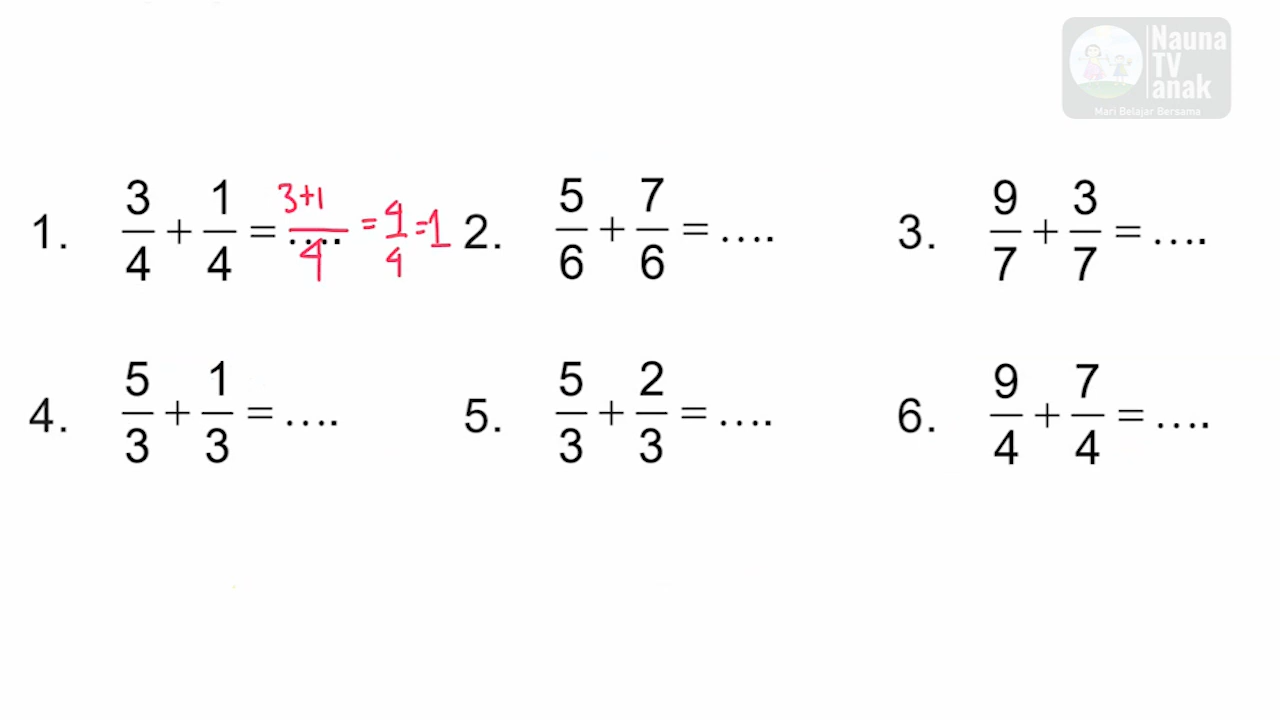 Nauna
TV
anak
Mari Belajar Bersama
1. 3/4 + 1/4 = .... 3+1/4 = 4/4 = 1
2. 5/6 + 7/6 = ....
3. 9/7 + 3/7 = ....
4. 5/3 + 1/3 = ....
5. 5/3 + 2/3 = ....
6. 9/4 + 7/4 = ....